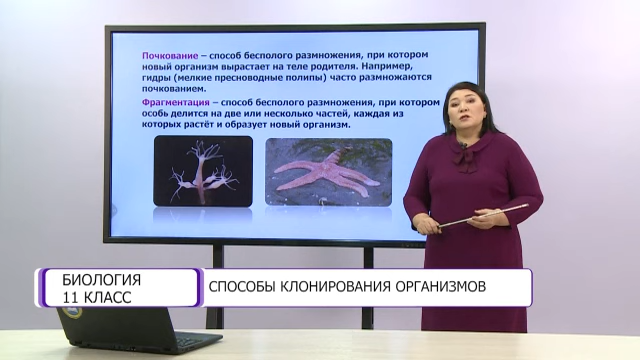 Почкование – способ бесполого размножения, при котором
новый организм вырастает на теле родителя. Например,
гидры (мелкие пресноводные полипы) часто размножаются
почкованием.
Фрагментация – способ бесполого размножения, при котором
особь делится на две или несколько частей, каждая из
которых растёт и образует новый организм.
БИОЛОГИЯ
11 КЛАСС
СПОСОБЫ КЛОНИРОВАНИЯ ОРГАНИЗМОВ